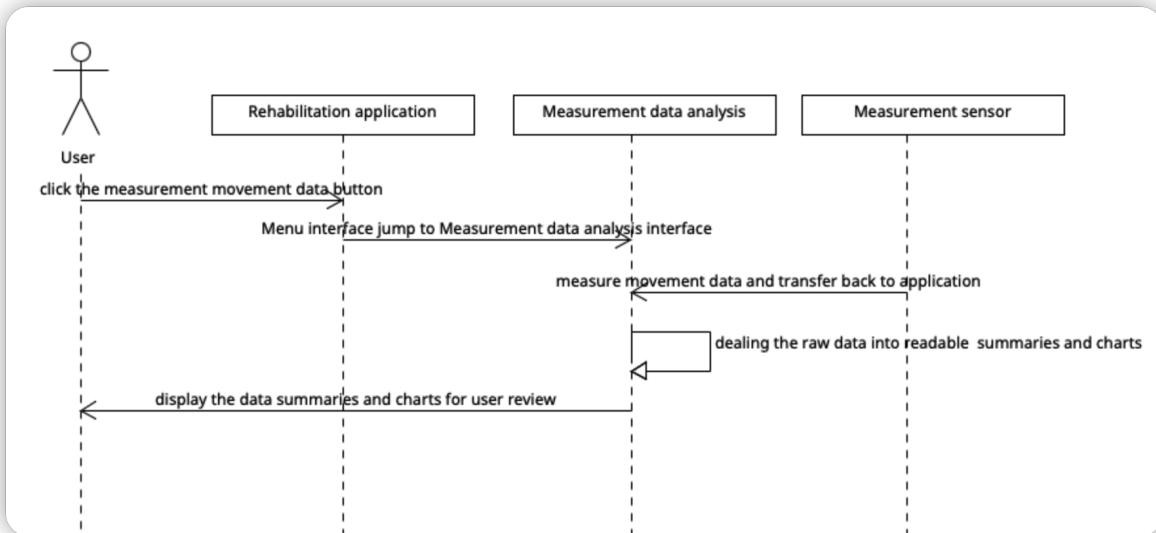 Rehabilitation application
Measurement data analysis
Measurement sensor
User
click the measurement movement data button
Menu interface jump to Measurement data analysis interface
measure movement data and transfer back to application
dealing the raw data into readable  summaries and charts
display the data summaries and charts for user review